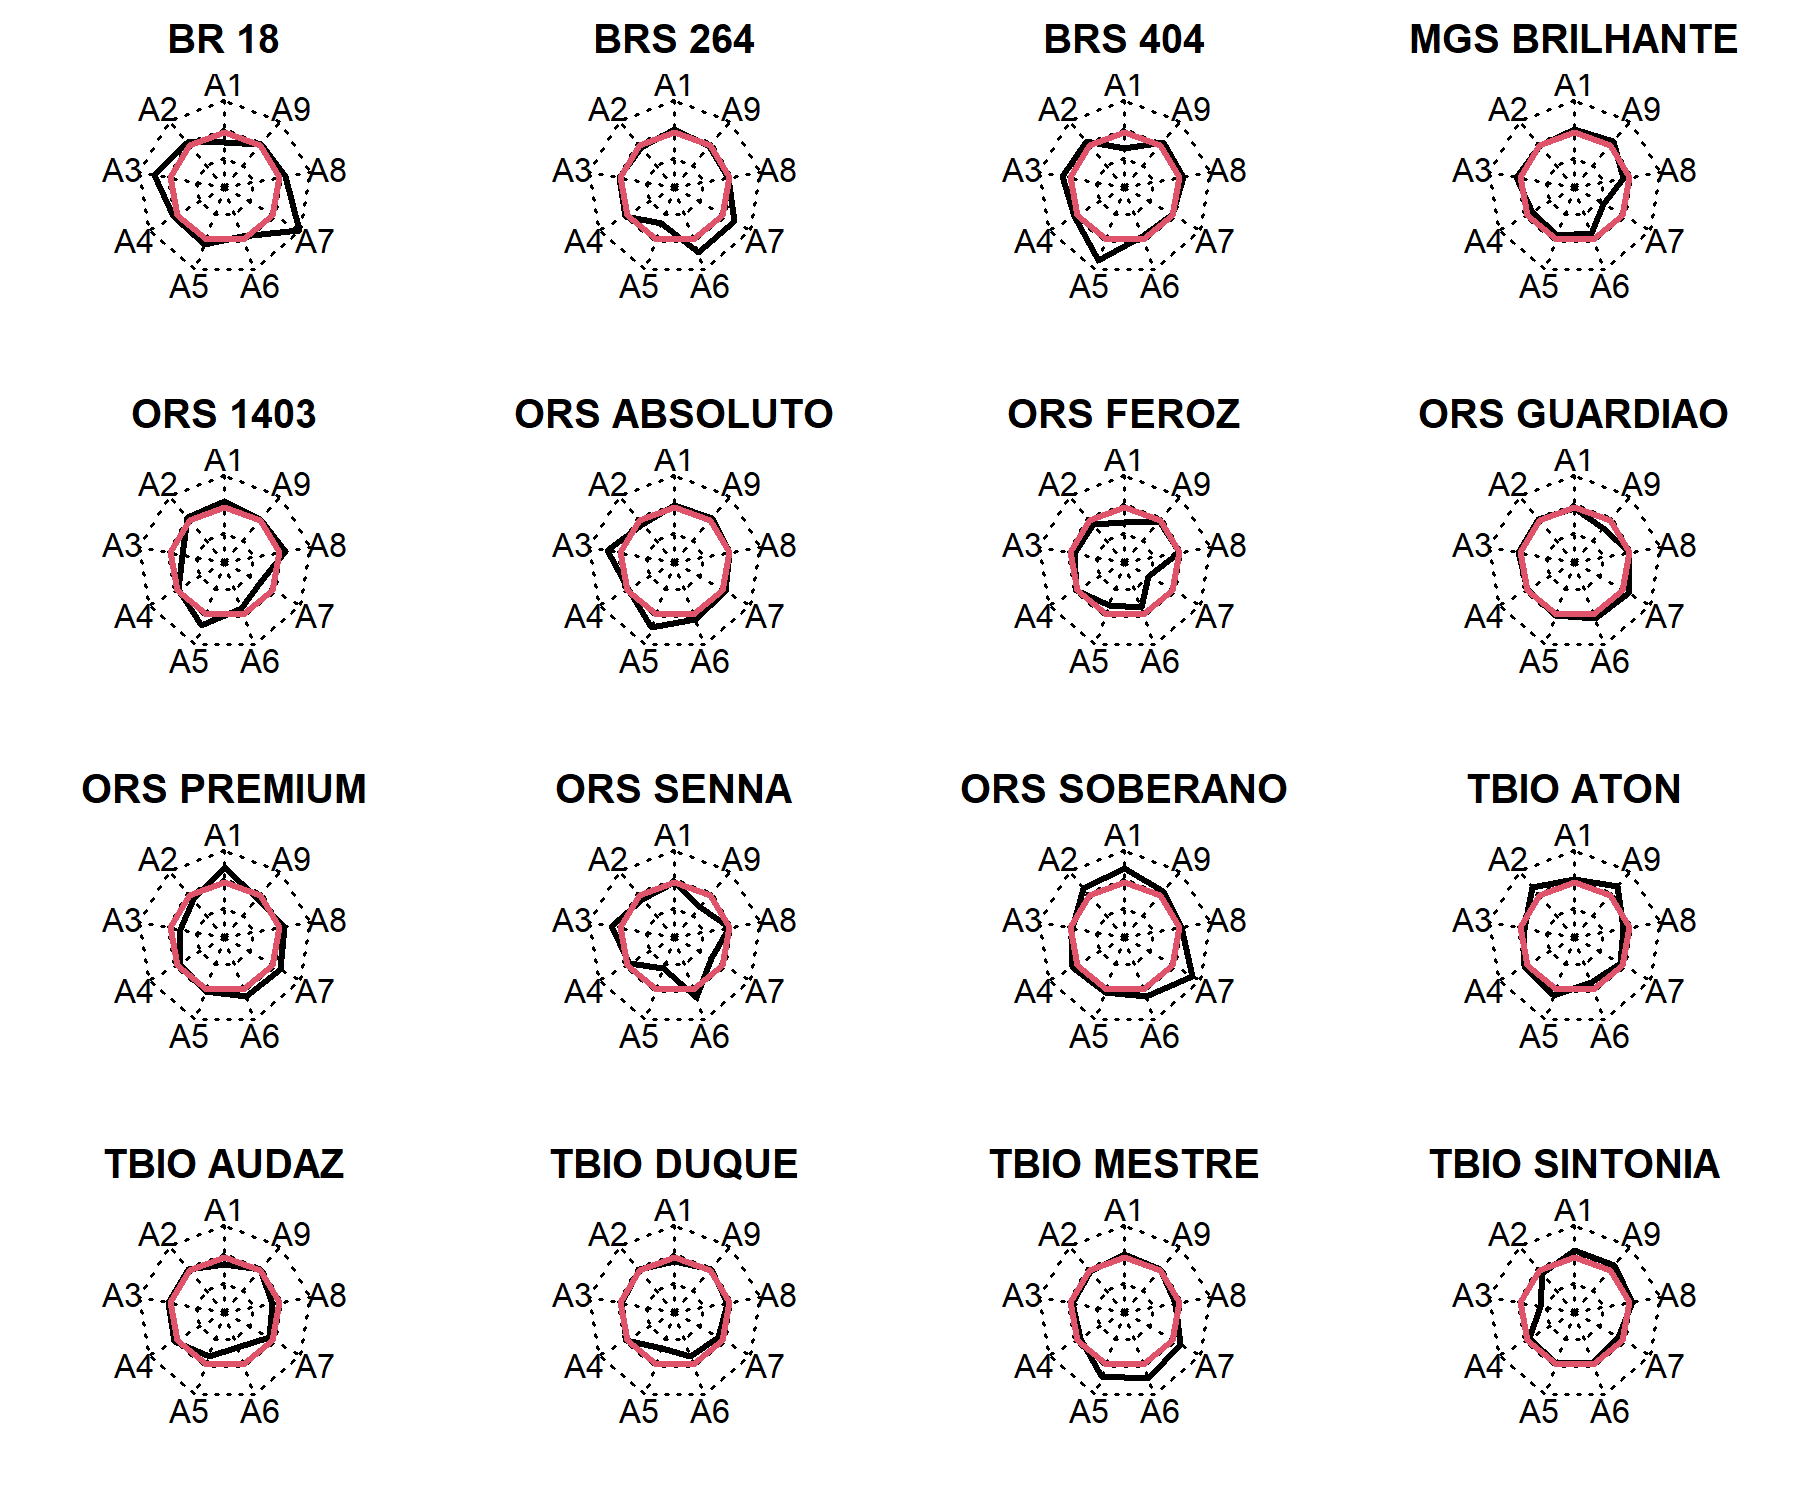 BR 18
BRS 264
BRS 404
MGS BRILHANTE
A1
A2
A3
A4
A5
A6
A7
A8
A9
A1
A2
A3
A4
A5
A6
A7
A8
A9
A1
A2
A3
A4
A5
A6
A7
A8
A9
A1
A2
A3
A4
A5
A6
A7
A8
A9
ORS 1403
ORS ABSOLUTO
ORS FEROZ
ORS GUARDIAO
A1
A2
A3
A4
A5
A6
A7
A8
A9
A1
A2
A3
A4
A5
A6
A7
A8
A9
A1
A2
A3
A4
A5
A6
A7
A8
A9
A1
A2
A3
A4
A5
A6
A7
A8
A9
ORS PREMIUM
ORS SENNA
ORS SOBERANO
TBIO ATON
A1
A2
A3
A4
A5
A6
A7
A8
A9
A1
A2
A3
A4
A5
A6
A7
A8
A9
A1
A2
A3
A4
A5
A6
A7
A8
A9
A1
A2
A3
A4
A5
A6
A7
A8
A9
TBIO AUDAZ
TBIO DUQUE
TBIO MESTRE
TBIO SINTONIA
A1
A2
A3
A4
A5
A6
A7
A8
A9
A1
A2
A3
A4
A5
A6
A7
A8
A9
A1
A2
A3
A4
A5
A6
A7
A8
A9
A1
A2
A3
A4
A5
A6
A7
A8
A9